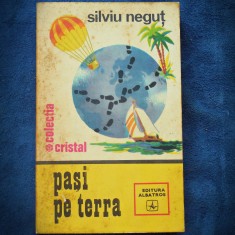 silviu neguț
colecția
cristal
pași
pe terra
EDITURA
ALBATROS